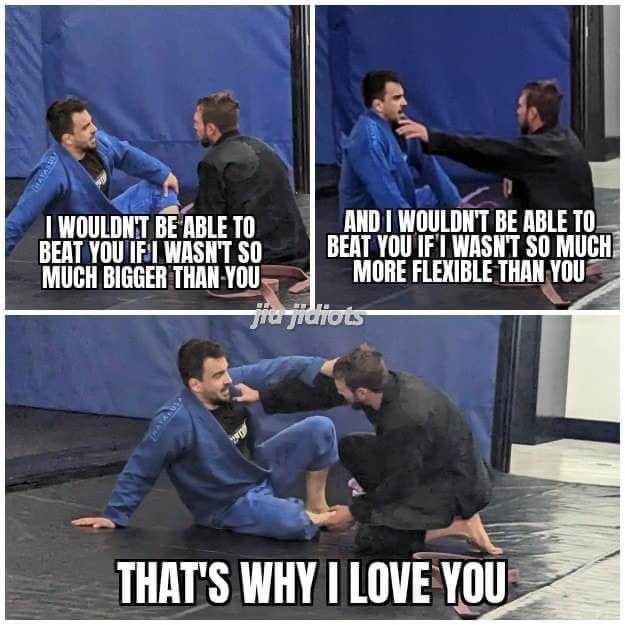 I WOULDN'T BE ABLE TO
BEAT YOU IF I WASN'T SO
MUCH BIGGER THAN YOU
AND I WOULDN'T BE ABLE TO
BEAT YOU IF I WASN'T SO MUCH
MORE FLEXIBLE THAN YOU
jiu jidiots
THAT'S WHY I LOVE YOU